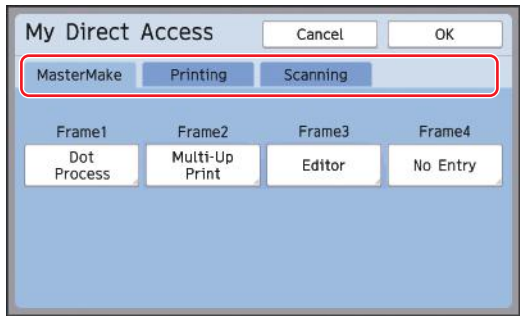 My Direct Access Cancel OK
MasterMake Printing Scanning
Frame1 Frame2 Frame3 Frame4
Dot Process Multi-Up Print Editor No Entry